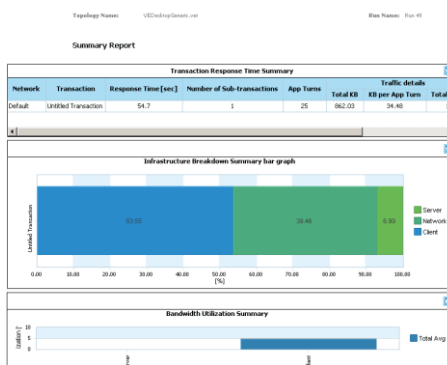 Topology Name: VEDesktopGeneric.ver Run Name: Run 49
Summary Report
Transaction Response Time Summary
Network Transaction Response Time[sec] Number of Sub-transactions App Turns Traffic details
Total KB KB per App Turn Total
Default Untitled Transaction 54.7 1 25 862.03 34.48
Infrastructure Breakdown Summary bar graph
Untitled Transaction
53.55 39.46 6.99
Server
Network
Client
0.00 10.00 20.00 30.00 40.00 50.00 60.00 70.00 80.00 90.00 100.00
[%]
Bandwidth Utilization Summary
ization [
10
5
0
Total Avg